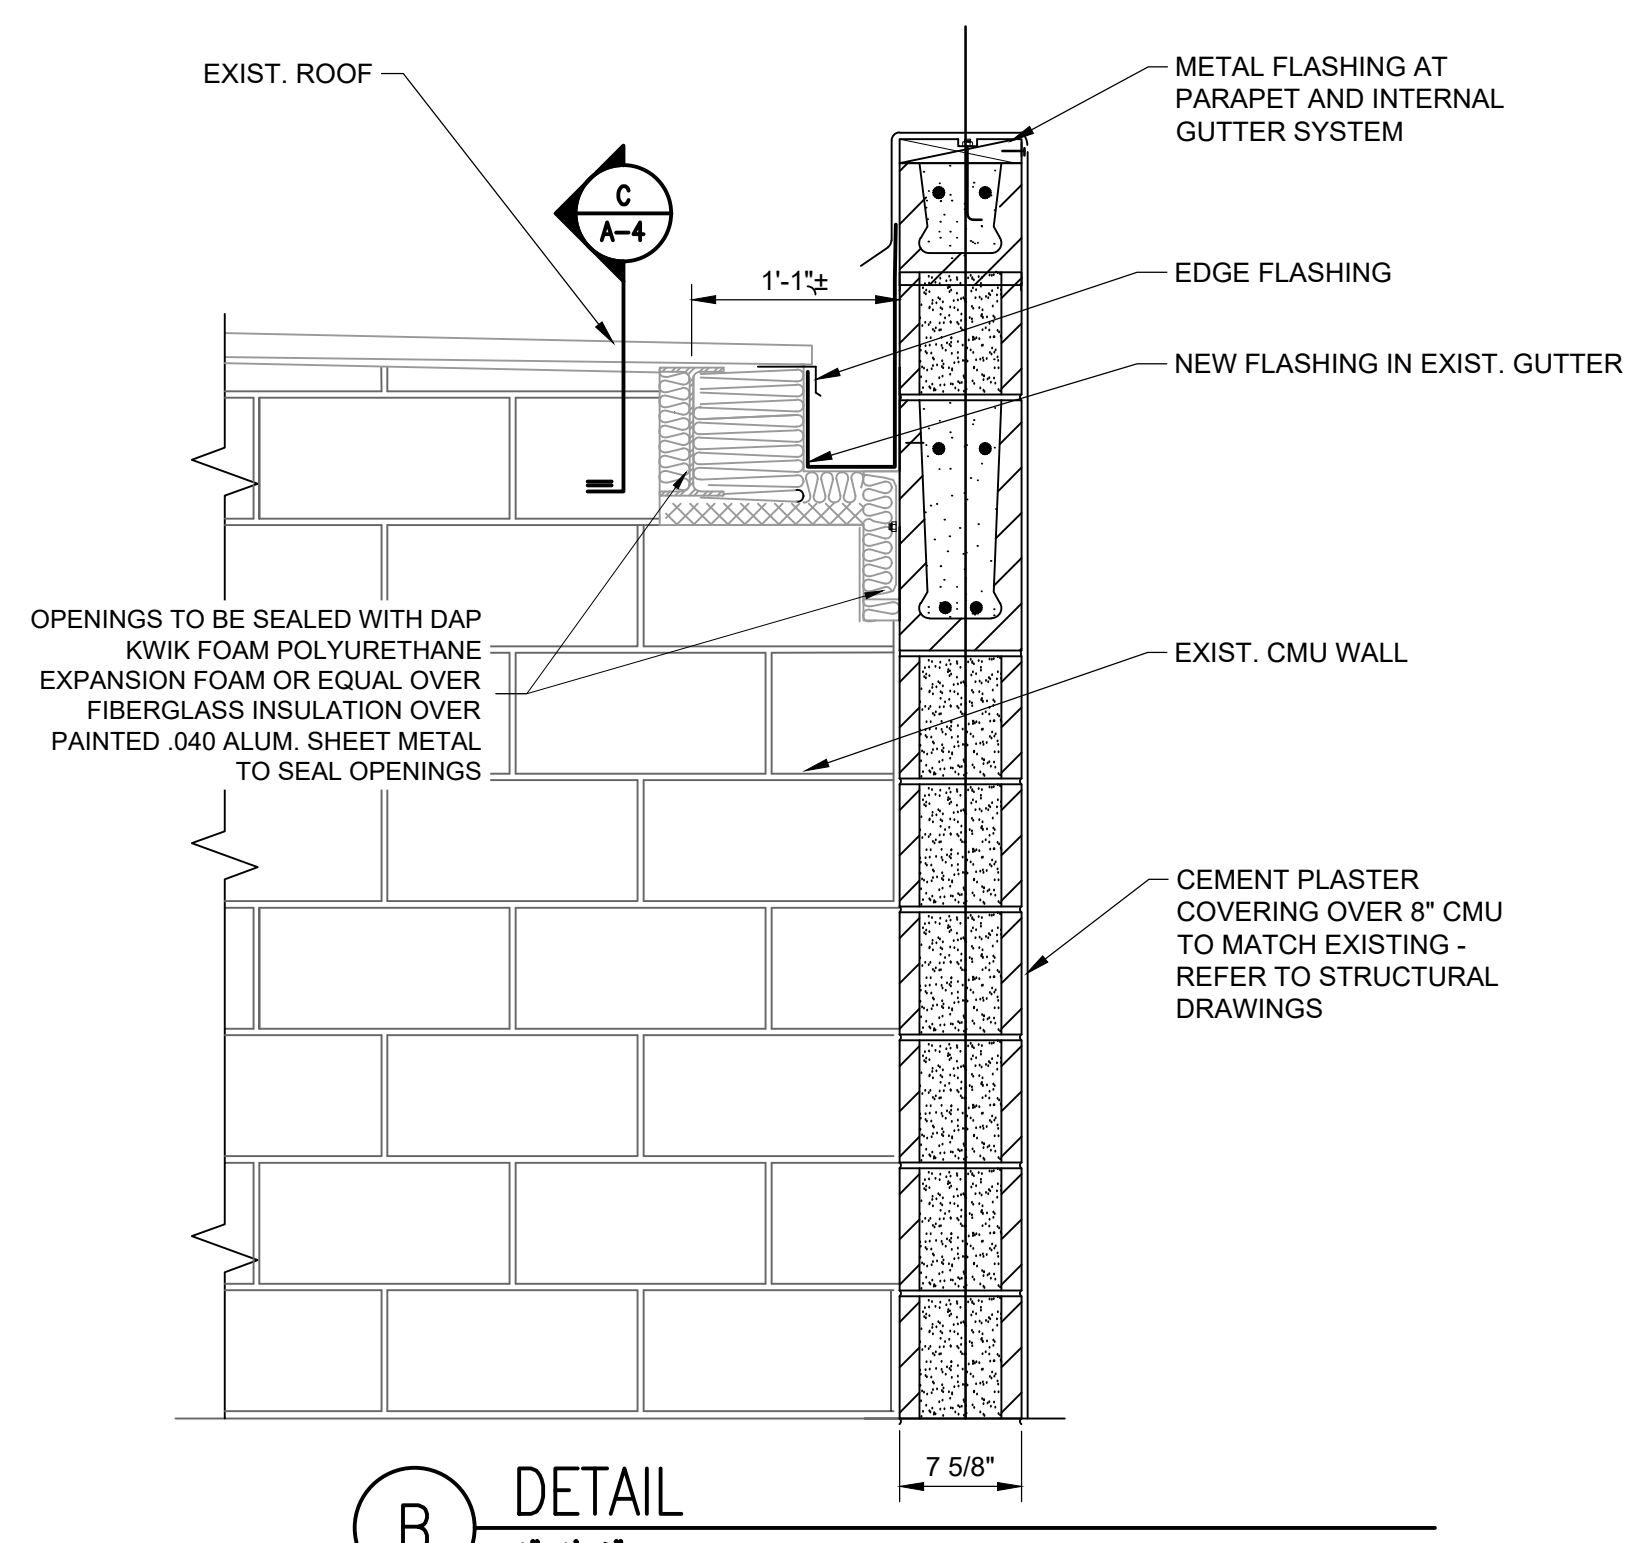 EXIST. ROOF
METAL FLASHING AT
PARAPET AND INTERNAL
GUTTER SYSTEM
C
A-4
1'-1"±
EDGE FLASHING
NEW FLASHING IN EXIST. GUTTER
OPENINGS TO BE SEALED WITH DAP
KWIK FOAM POLYURETHANE
EXPANSION FOAM OR EQUAL OVER
FIBERGLASS INSULATION OVER
PAINTED .040 ALUM. SHEET METAL
TO SEAL OPENINGS
EXIST. CMU WALL
CEMENT PLASTER
COVERING OVER 8" CMU
TO MATCH EXISTING -
REFER TO STRUCTURAL
DRAWINGS
7 5/8"
DETAIL